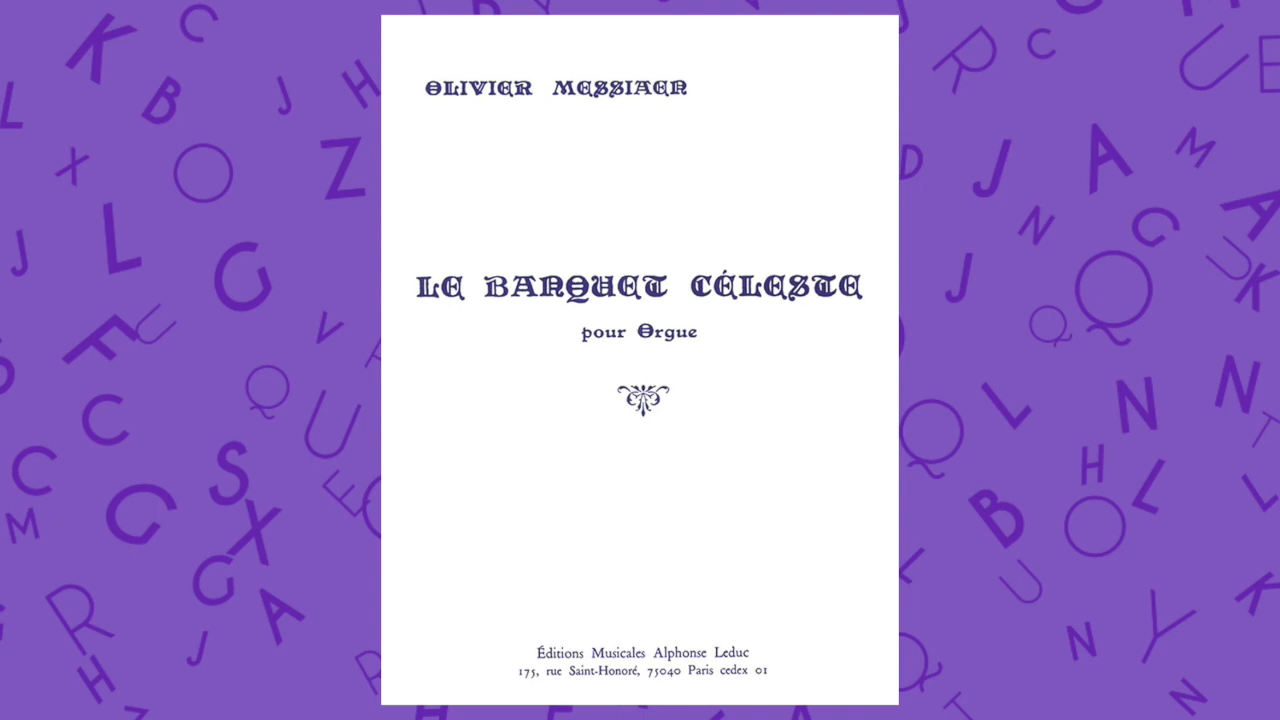 OLIVIER MESSIAEN
LE BANQUET CÉLESTE
pour Orgue
Éditions Musicales Alphonse Leduc
175, rue Saint-Honoré, 75040 Paris cedex 01